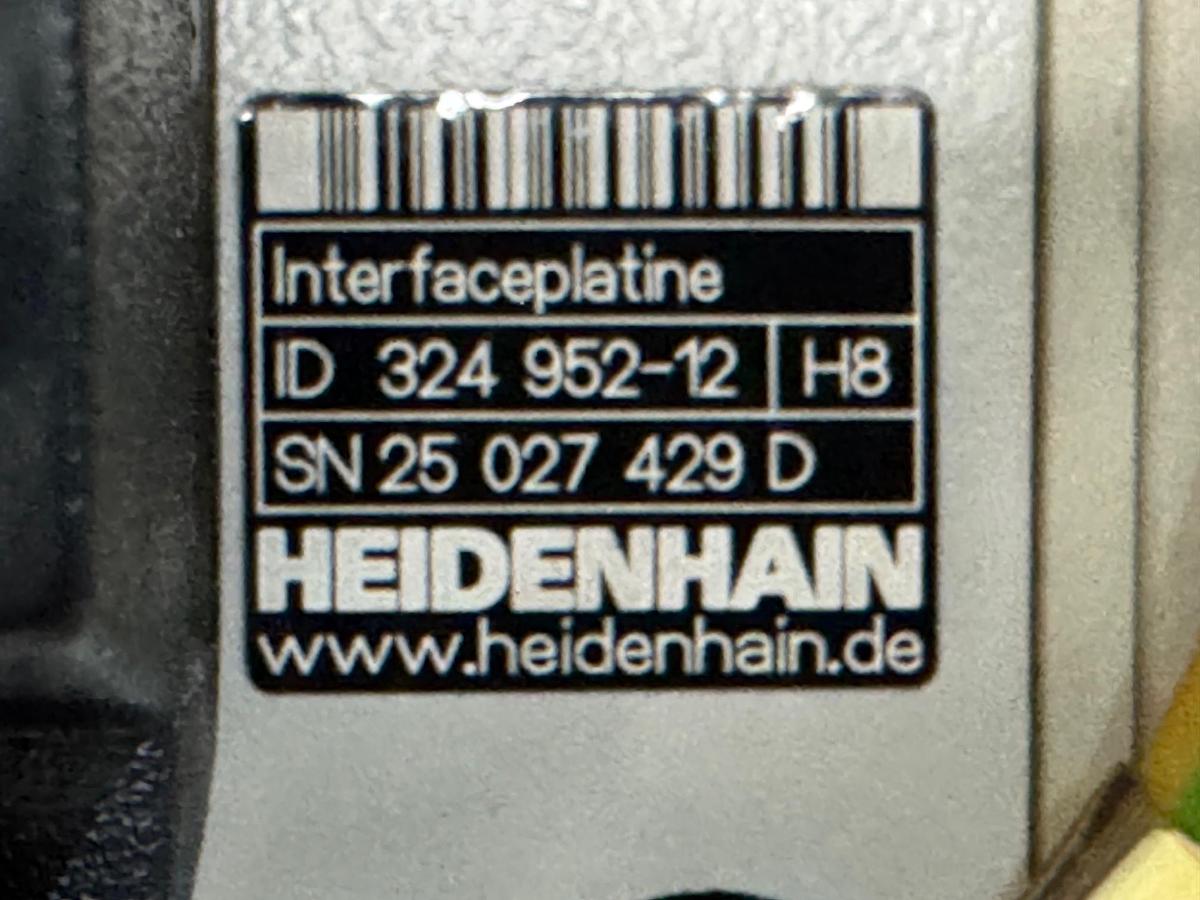 Interfaceplatine
ID 324 952-12 H8
SN 25 027 429 D
HEIDENHAIN
www.heidenhain.de